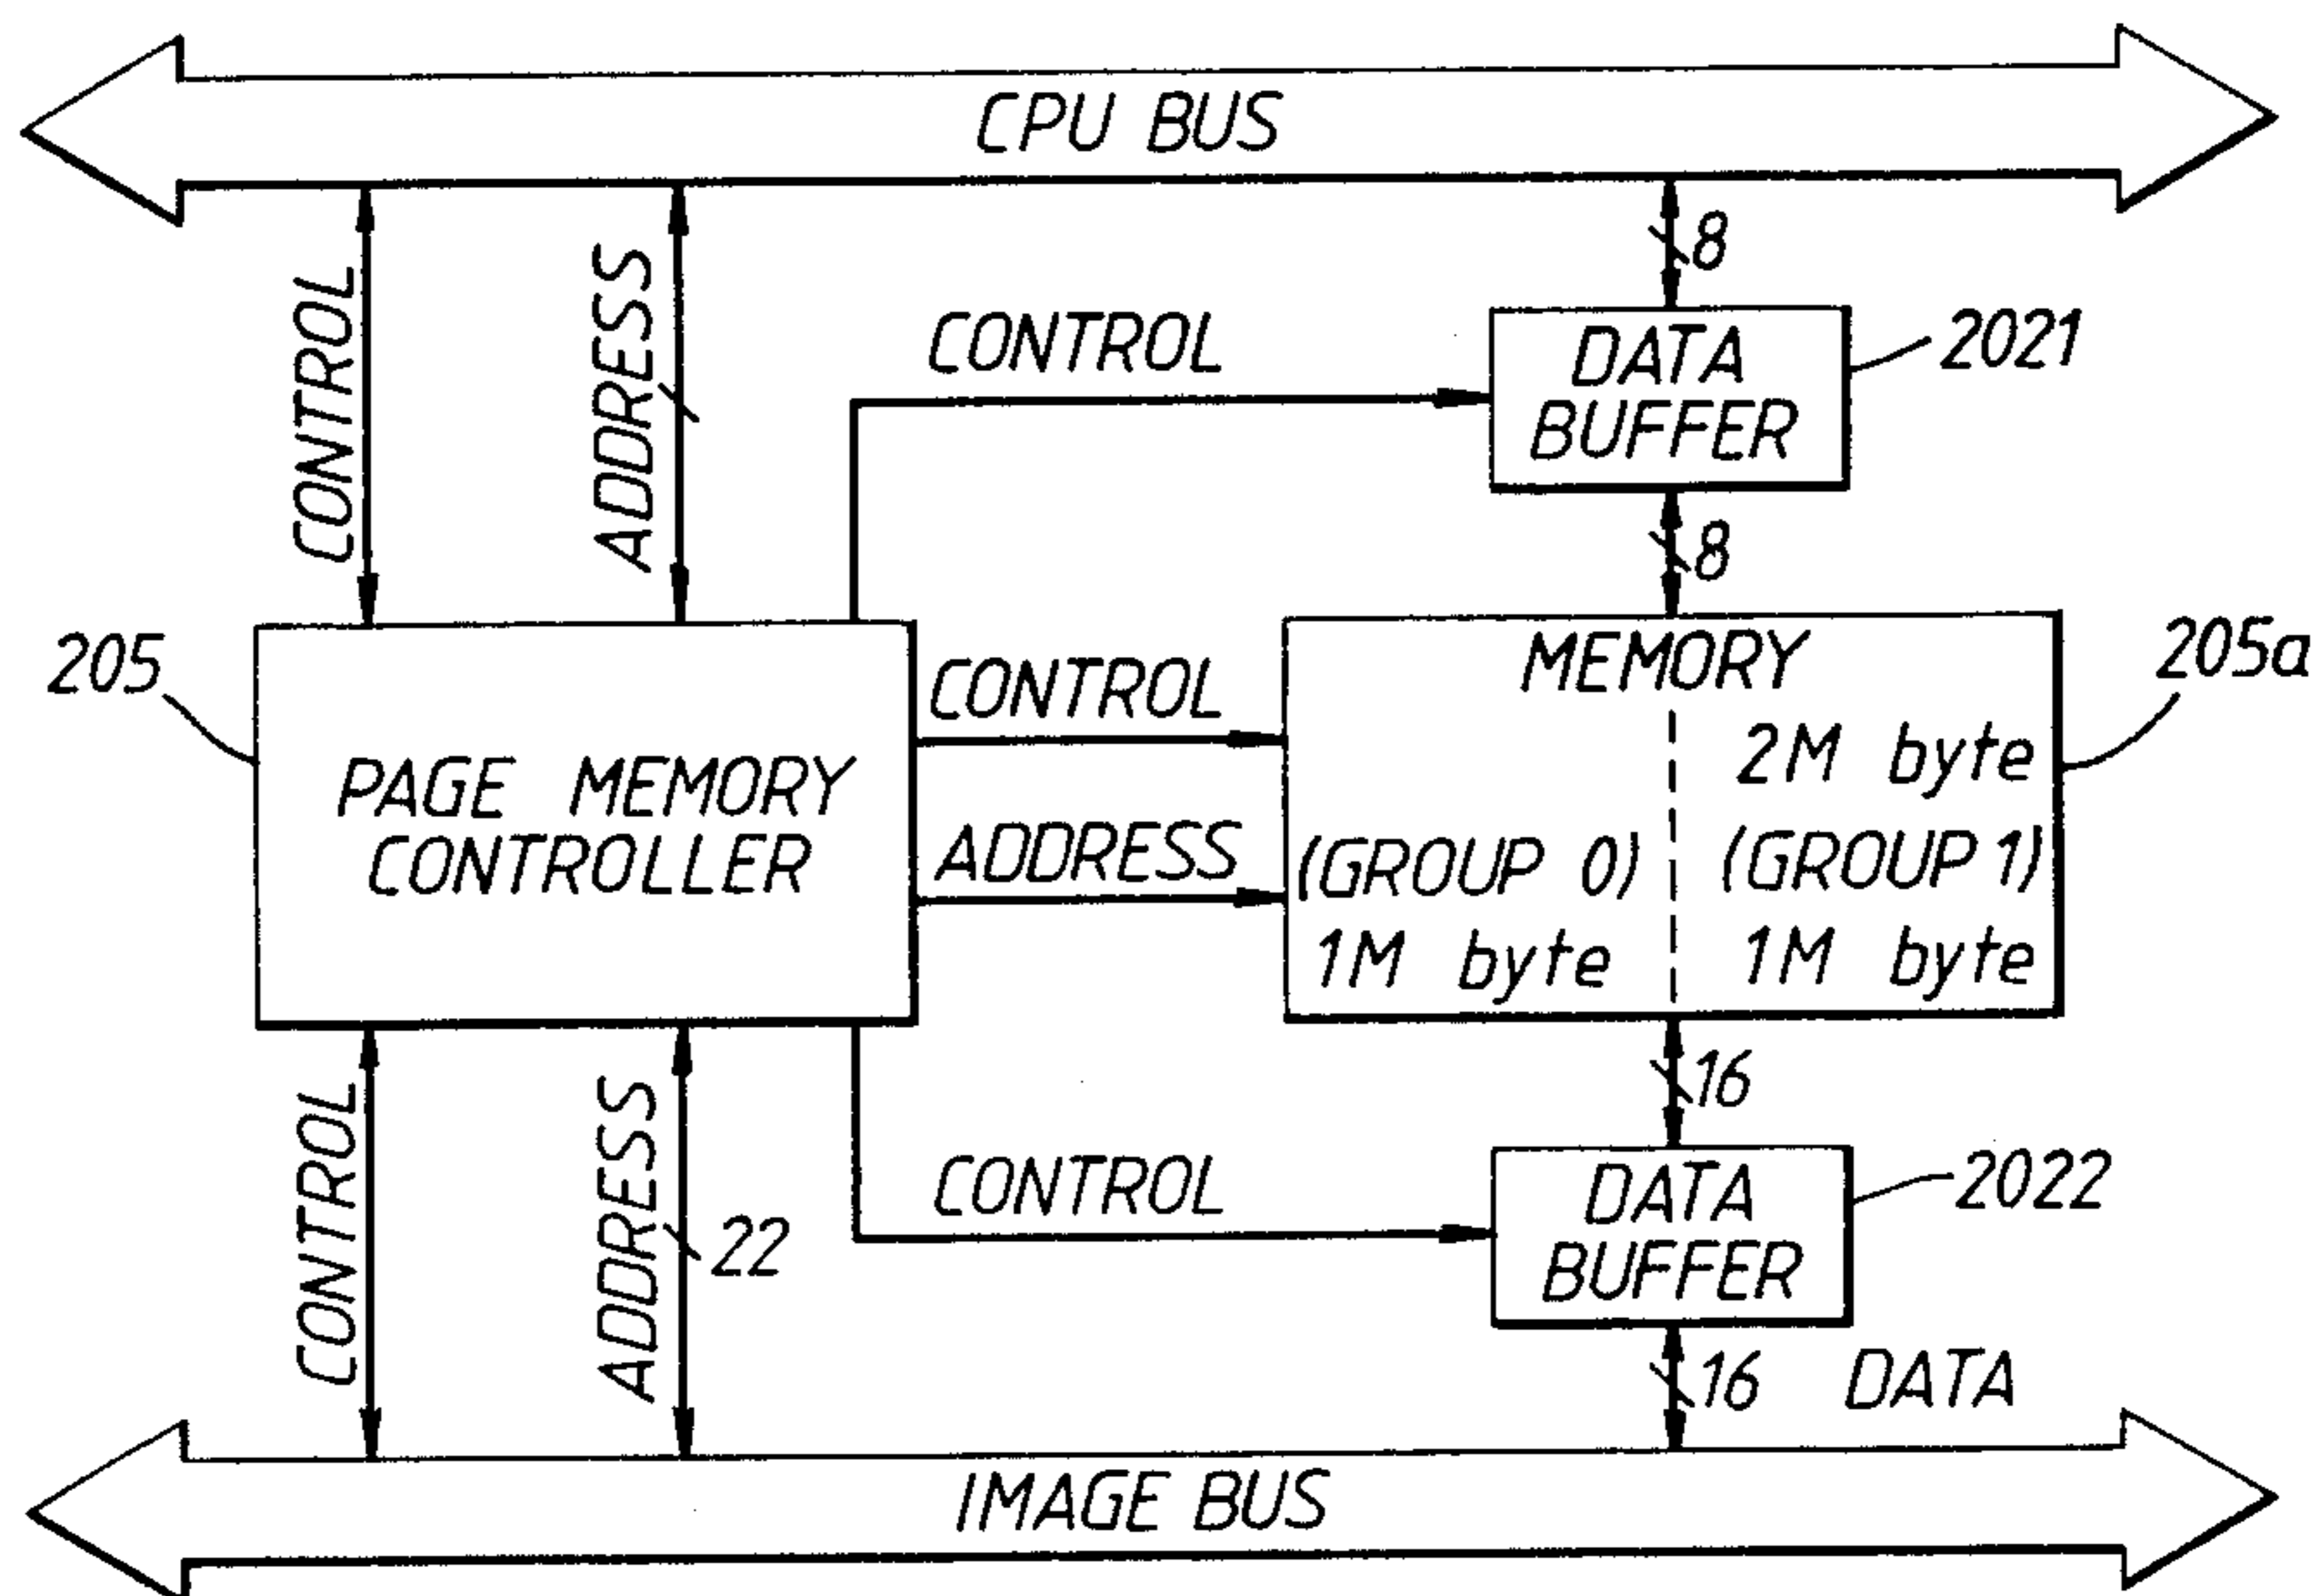 CPU BUS
8
CONTROL
ADDRESS
CONTROL
DATA
BUFFER
2021
8
205
CONTROL
MEMORY
205a
2M byte
PAGE MEMORY
CONTROLLER
ADDRESS
(GROUP 0)
(GROUP 1)
1M byte
1M byte
16
CONTROL
ADDRESS
22
CONTROL
DATA
BUFFER
2022
16
DATA
IMAGE BUS